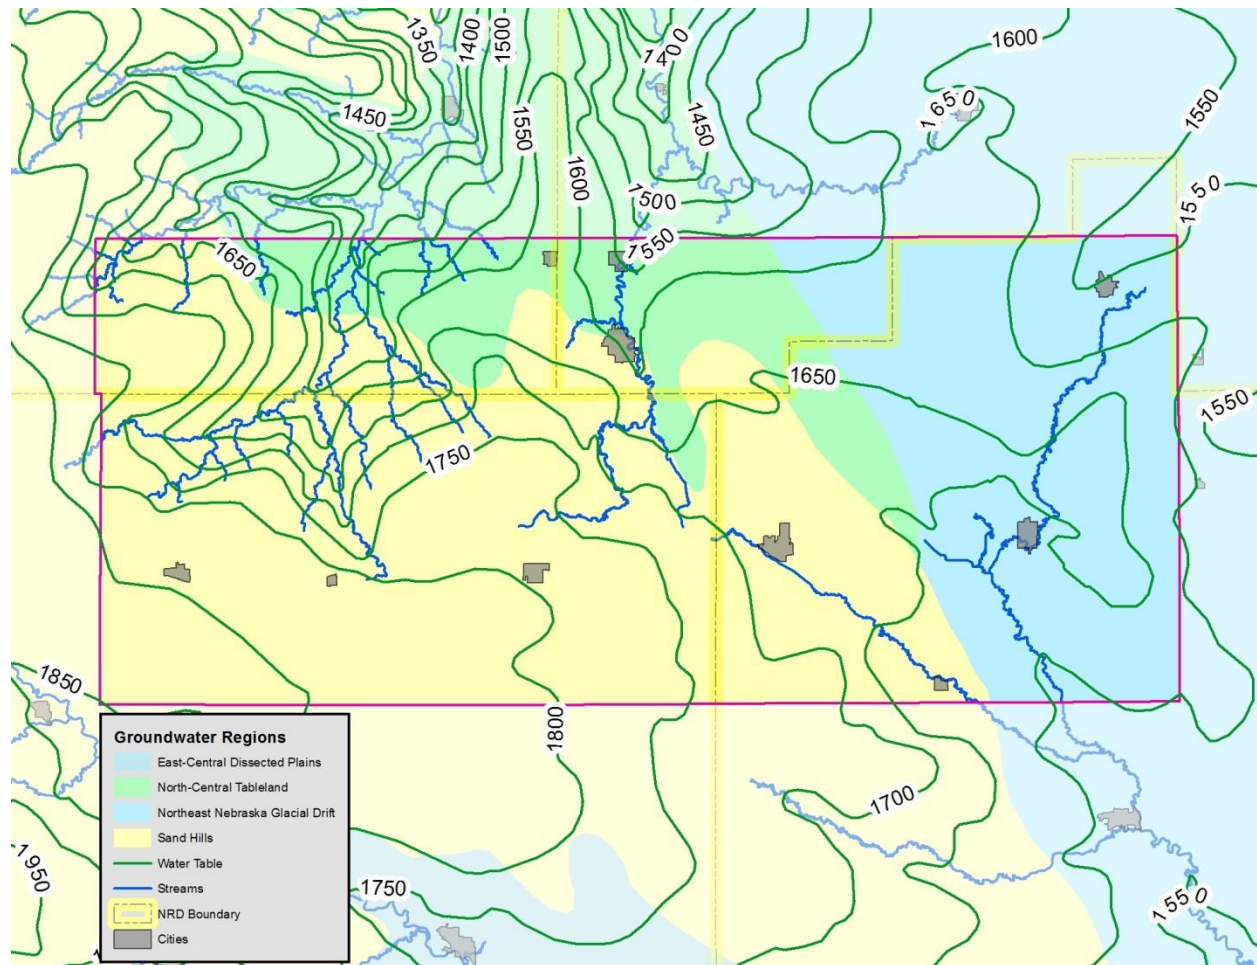 1350
1400
1500
1400
1600
1450
1550
1450
1650
1550
1600
1500
1550
1550
1650
1650
1550
1750
1850
1800
1700
1950
1750
1550
Groundwater Regions
East-Central Dissected Plains
North-Central Tableland
Northeast Nebraska Glacial Drift
Sand Hills
Water Table
Streams
NRD Boundary
Cities